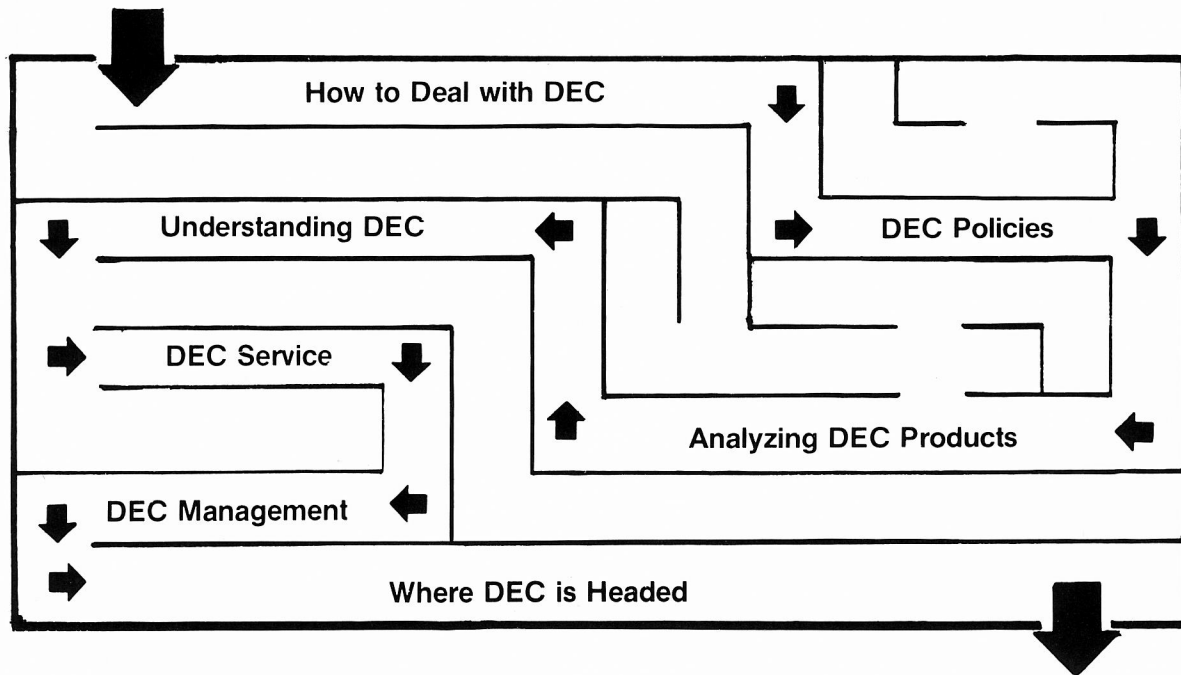 How to Deal with DEC
Understanding DEC
DEC Policies
DEC Service
Analyzing DEC Products
DEC Management
Where DEC is Headed